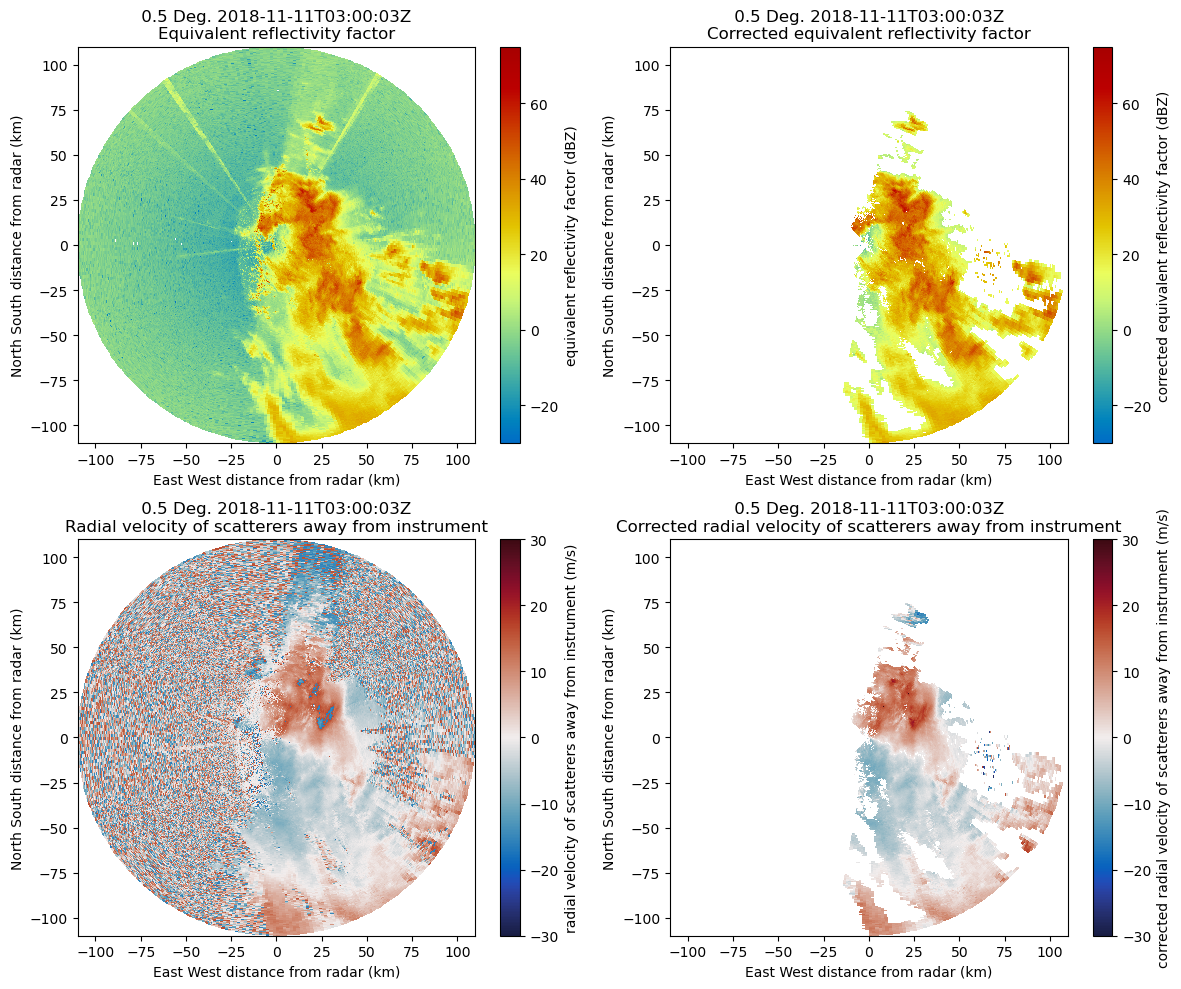 0.5 Deg. 2018-11-11T03:00:03Z
Equivalent reflectivity factor
North South distance from radar (km)
100
75
50
25
0
−25
−50
−75
−100
−100 −75 −50 −25 0 25 50 75 100
East West distance from radar (km)
60
40
20
0
−20
equivalent reflectivity factor (dBZ)
0.5 Deg. 2018-11-11T03:00:03Z
Corrected equivalent reflectivity factor
North South distance from radar (km)
100
75
50
25
0
−25
−50
−75
−100
−100 −75 −50 −25 0 25 50 75 100
East West distance from radar (km)
60
40
20
0
−20
corrected equivalent reflectivity factor (dBZ)
0.5 Deg. 2018-11-11T03:00:03Z
Radial velocity of scatterers away from instrument
North South distance from radar (km)
100
75
50
25
0
−25
−50
−75
−100
−100 −75 −50 −25 0 25 50 75 100
East West distance from radar (km)
30
20
10
0
−10
−20
−30
radial velocity of scatterers away from instrument (m/s)
0.5 Deg. 2018-11-11T03:00:03Z
Corrected radial velocity of scatterers away from instrument
North South distance from radar (km)
100
75
50
25
0
−25
−50
−75
−100
−100 −75 −50 −25 0 25 50 75 100
East West distance from radar (km)
30
20
10
0
−10
−20
−30
corrected radial velocity of scatterers away from instrument (m/s)